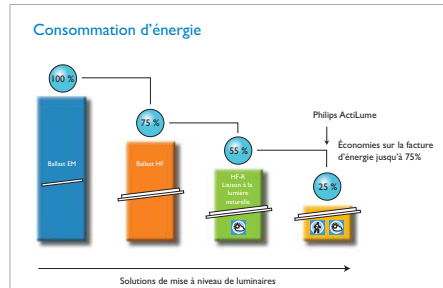 Consommation d'énergie
100 %
75 %
55 %
25 %
Philips ActiLume
Économies sur la facture
d'énergie jusqu'à 75%
Ballast EM
Ballast HF
HF-R
Liaison à la
lumière
naturelle
Solutions de mise à niveau de luminaires